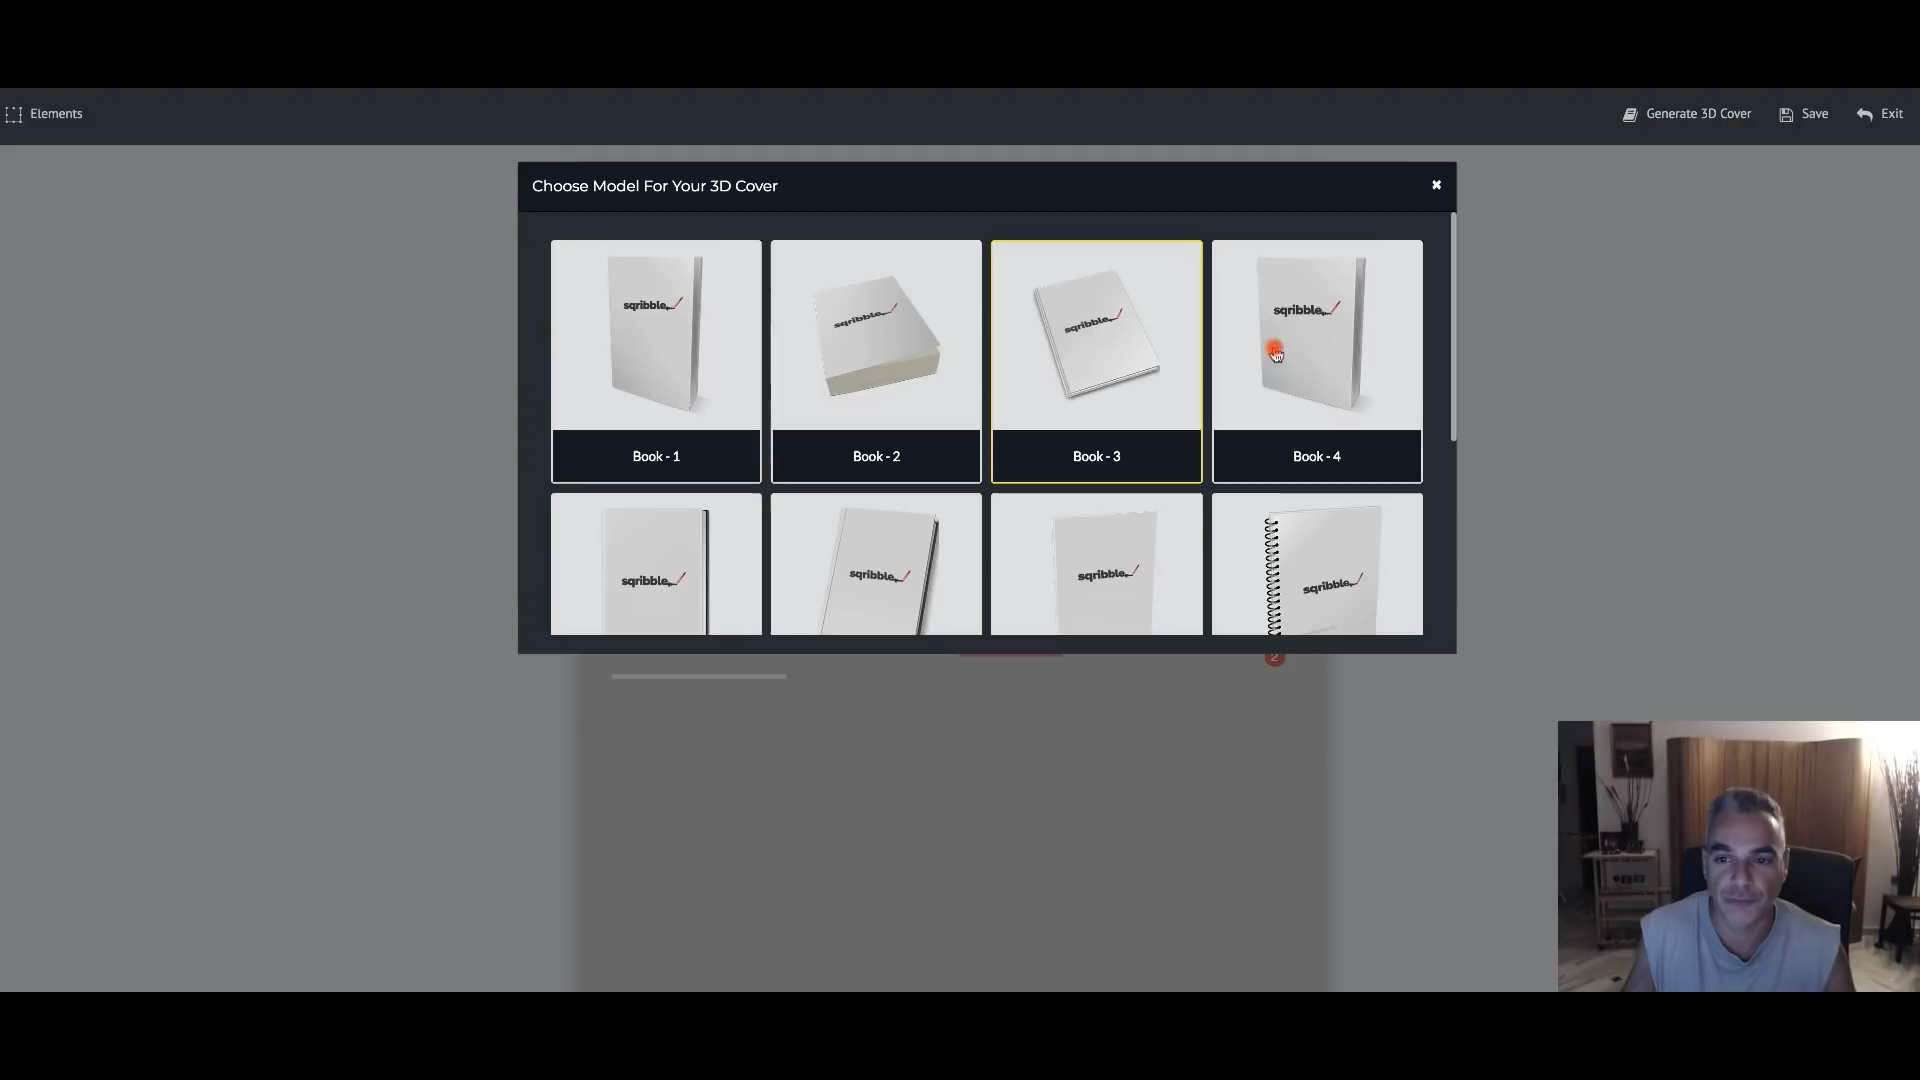 Elements
Generate 3D Cover
Save
Exit
Choose Model For Your 3D Cover
sqribble
sqribble
sqribble
sqribble
Book - 1
Book - 2
Book - 3
Book - 4
sqribble
sqribble
sqribble
sqribble
2